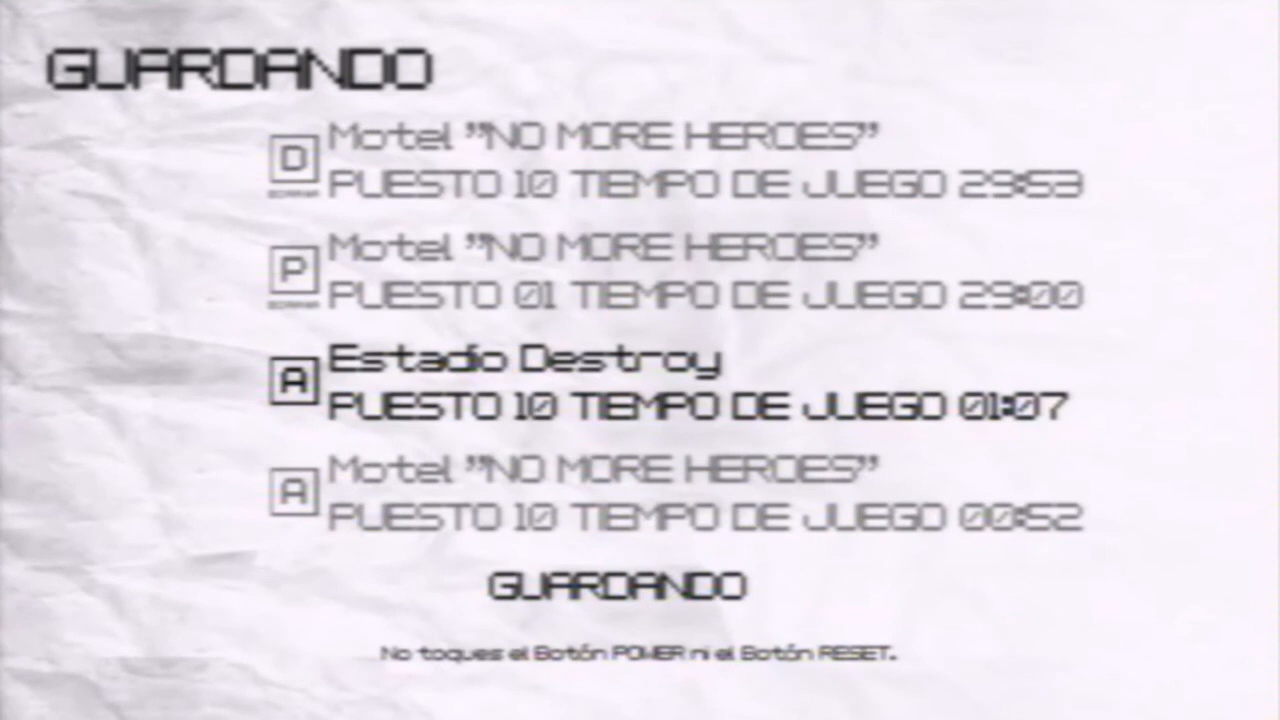 GUARDANDO
D Motel "NO MORE HEROES"
PUESTO 10 TIEMPO DE JUEGO 29:53
P Motel "NO MORE HEROES"
PUESTO 01 TIEMPO DE JUEGO 29:00
A Estadio Destroy
PUESTO 10 TIEMPO DE JUEGO 01:07
A Motel "NO MORE HEROES"
PUESTO 10 TIEMPO DE JUEGO 00:52
GUARDANDO
No toques el Botón POWER ni el Botón RESET.